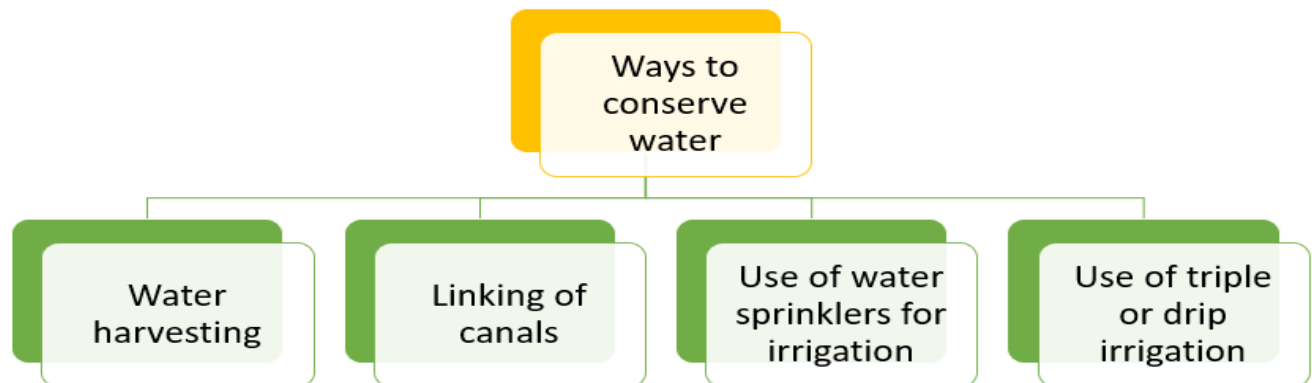 Ways to
conserve
water
Water
harvesting
Linking of
canals
Use of water
sprinklers for
irrigation
Use of triple
or drip
irrigation